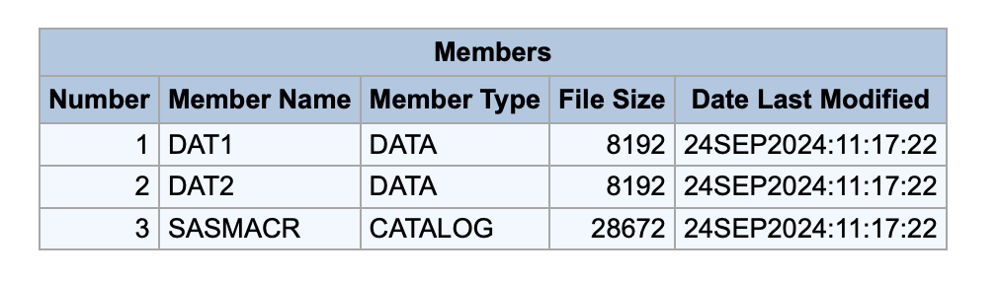 Members
Number Member Name Member Type File Size Date Last Modified
1 DAT1 DATA 8192 24SEP2024:11:17:22
2 DAT2 DATA 8192 24SEP2024:11:17:22
3 SASMACR CATALOG 28672 24SEP2024:11:17:22